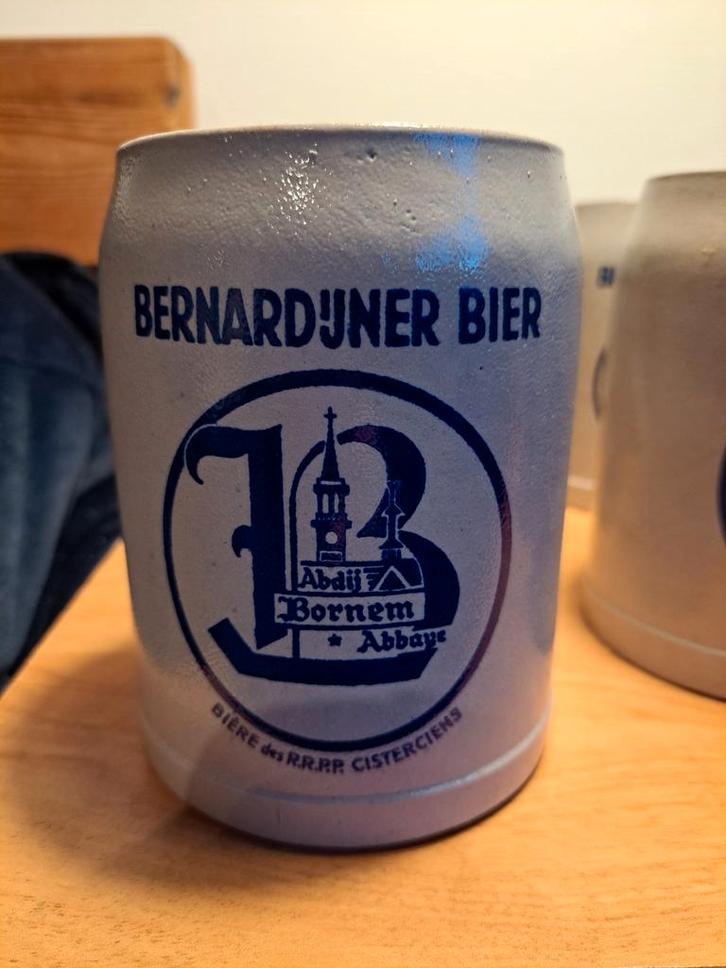 BERNARDIJNER BIER
B
Abdij
Bornem
* Abbaye
BIÈRE des R.R.P.P. CISTERCIENS